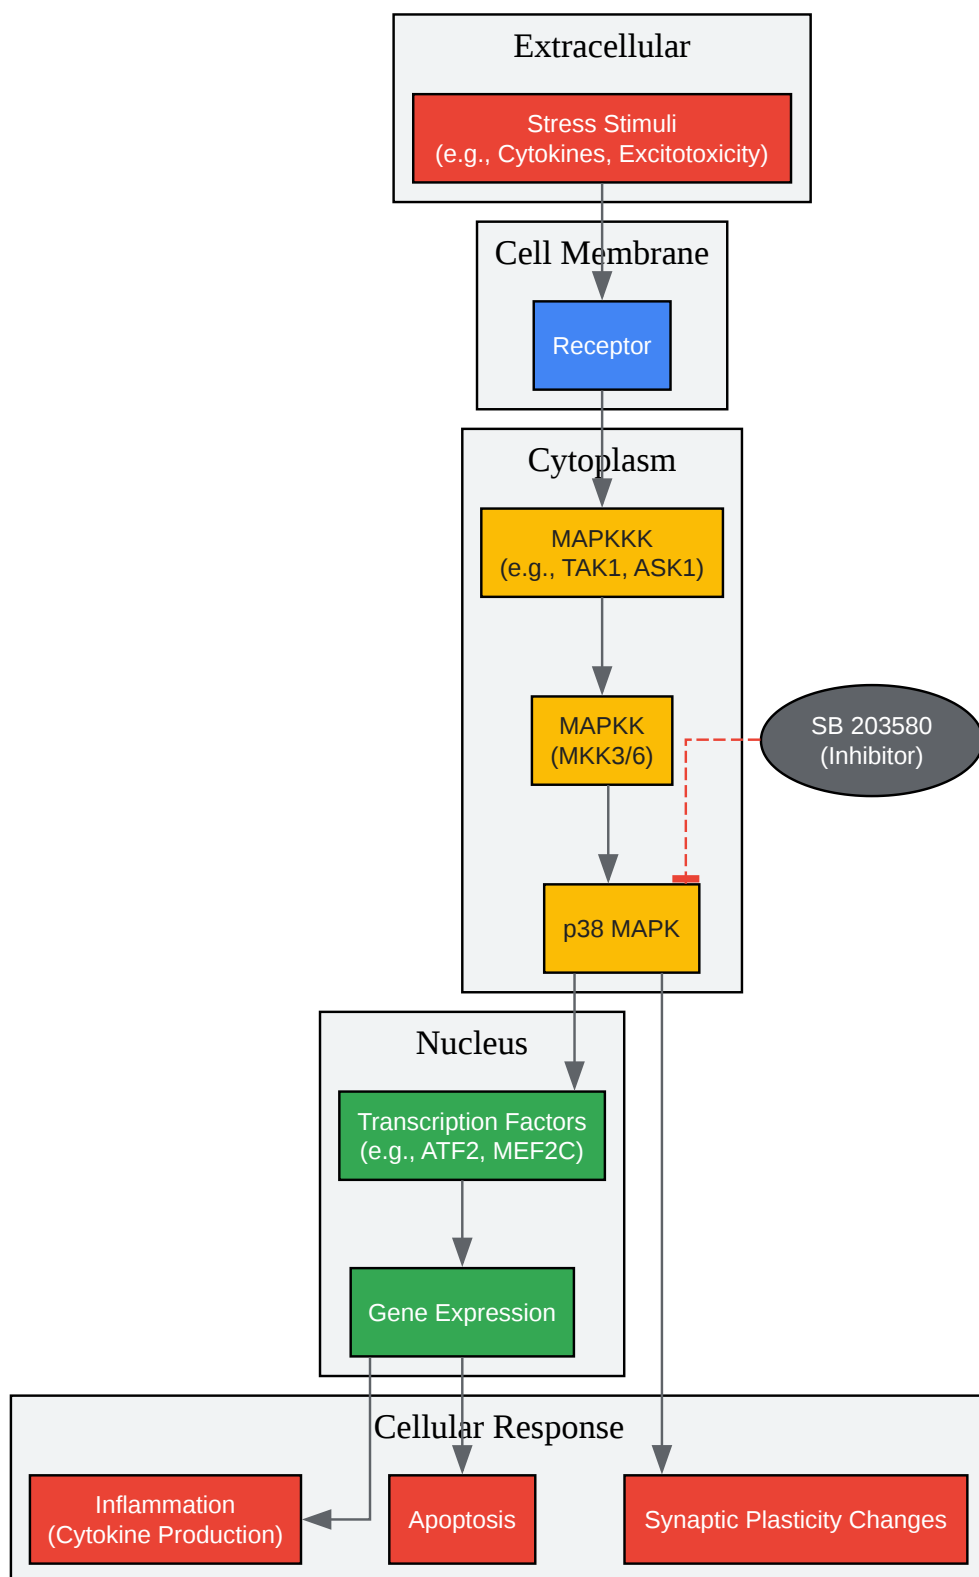 Extracellular
Stress Stimuli
(e.g., Cytokines, Excitotoxicity)
Cell Membrane
Receptor
Cytoplasm
MAPKKK
(e.g., TAK1, ASK1)
MAPKK
(MKK3/6)
SB 203580
(Inhibitor)
p38 MAPK
Nucleus
Transcription Factors
(e.g., ATF2, MEF2C)
Gene Expression
Cellular Response
Inflammation
(Cytokine Production)
Apoptosis
Synaptic Plasticity Changes